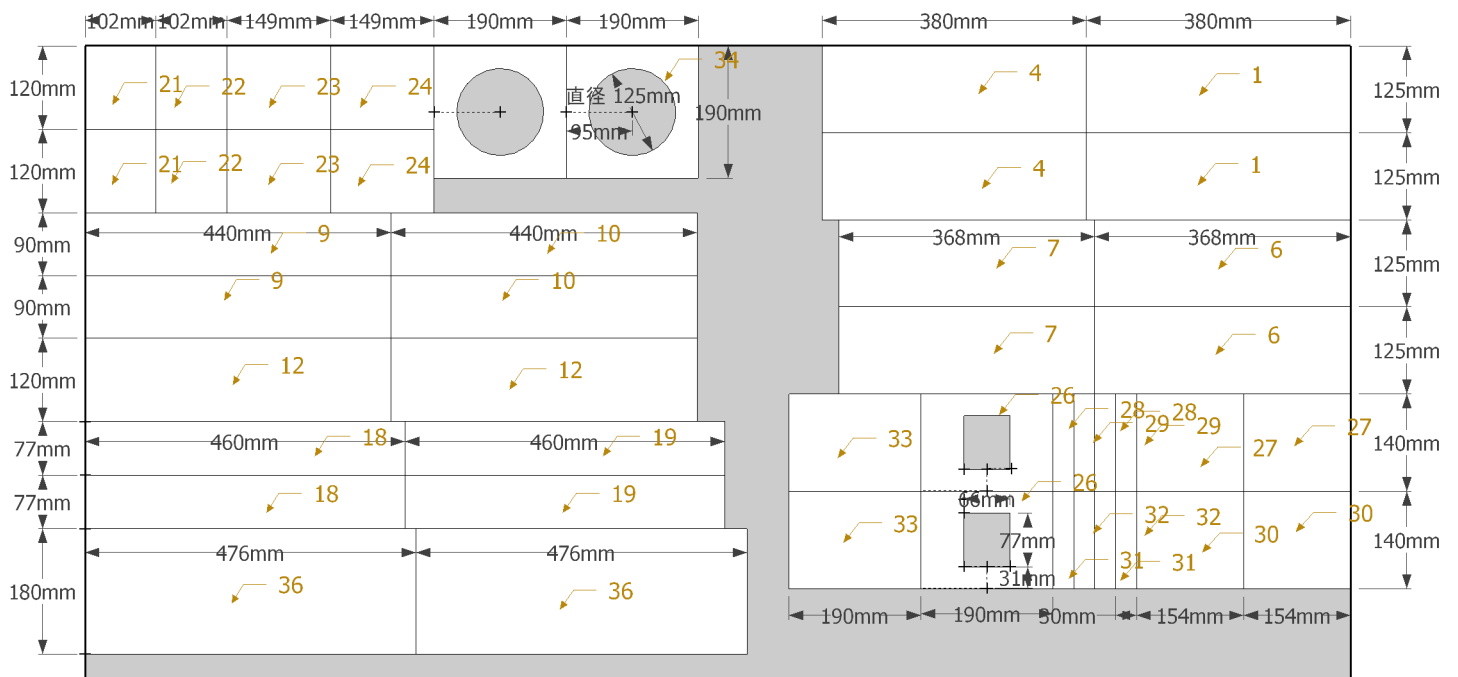 102mm 102mm 149mm 149mm 190mm 190mm 380mm 380mm
120mm 21 22 23 24 34 4 1 125mm
直径 125mm 190mm
95mm
120mm 21 22 23 24 4 1 125mm
440mm 440mm 368mm 368mm
90mm 9 10 7 6 125mm
90mm 9 10
120mm 12 12 7 6 125mm
460mm 460mm
77mm 18 19 33 26 28 28 29 29 27 27 140mm
77mm 18 19 26
66mm
33 32 32 30 30
476mm 476mm 77mm 31 31 140mm
31mm
180mm 36 36
190mm 190mm 30mm 154mm 154mm